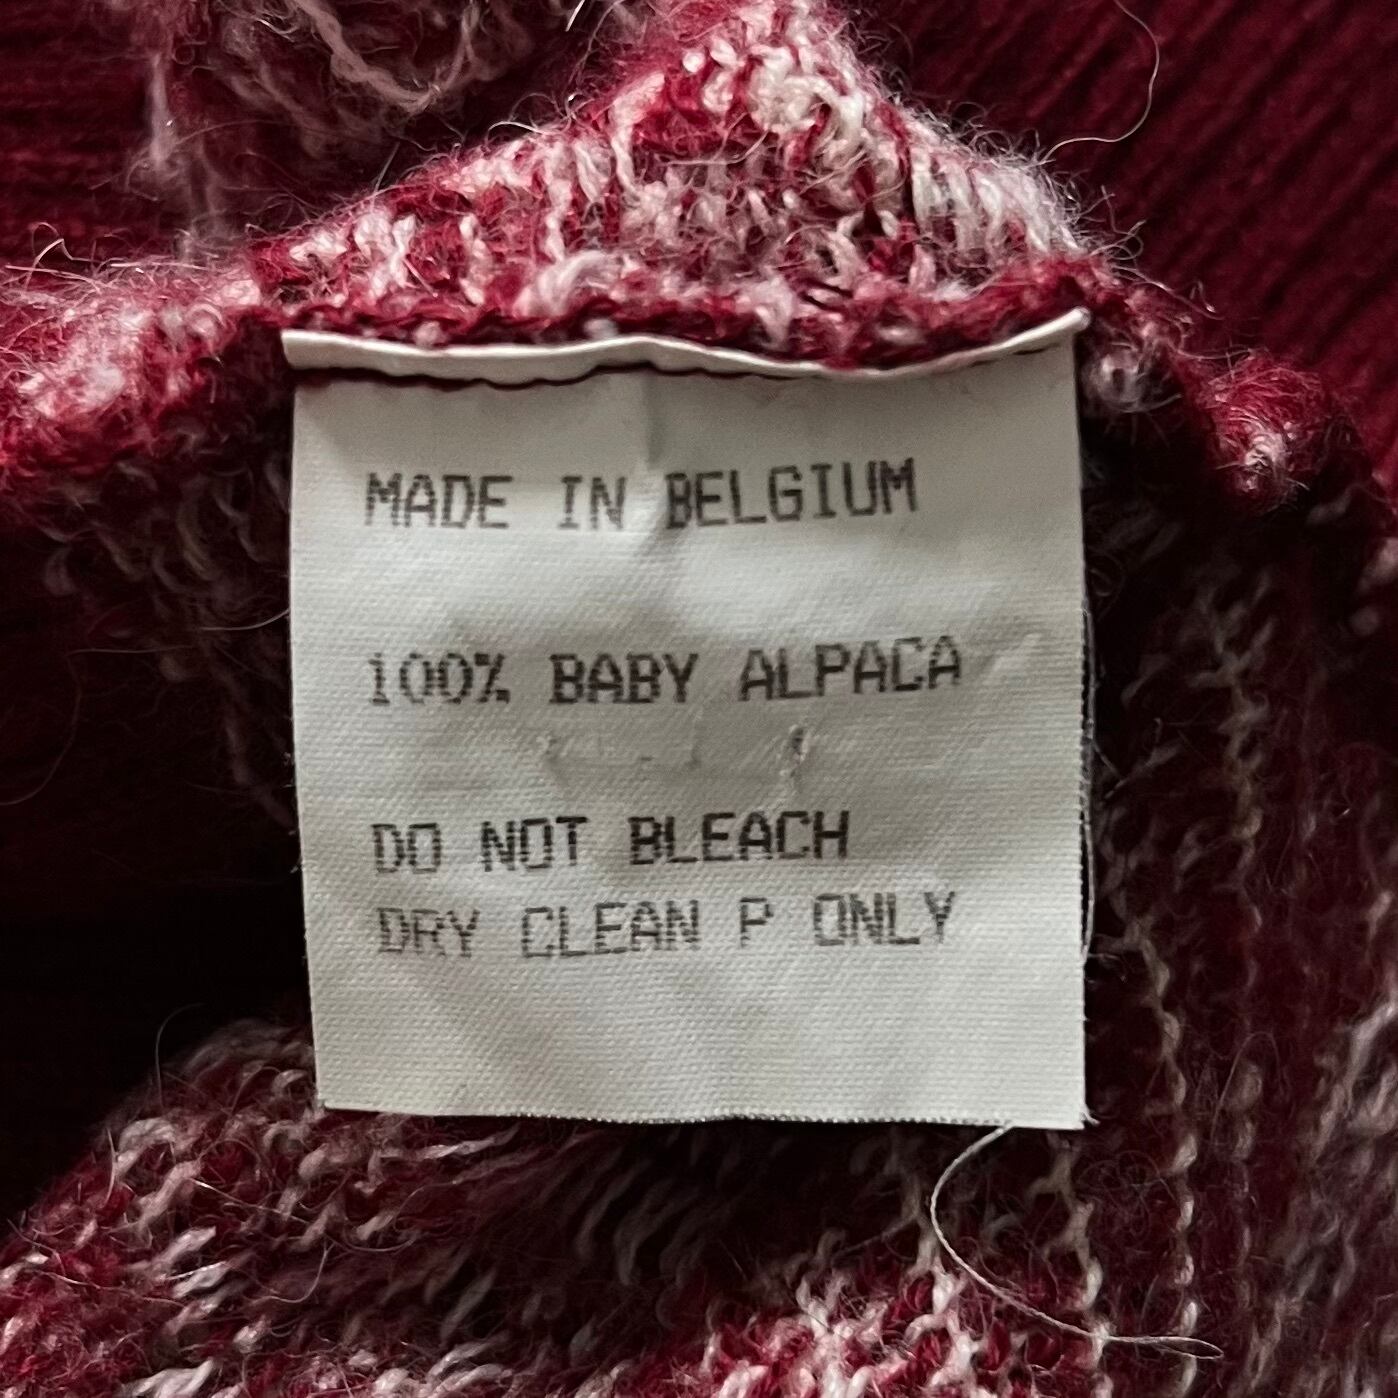 MADE IN BELGIUM
100% BABY ALPACA
DO NOT BLEACH
DRY CLEAN P ONLY